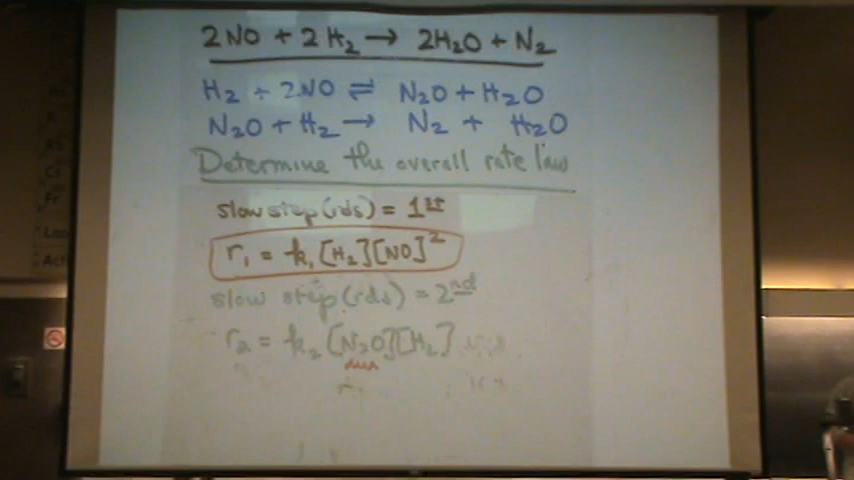 2NO + 2H₂ → 2H₂O + N₂
H₂ + 2NO ⇌ N₂O + H₂O
N₂O + H₂ → N₂ + H₂O
Determine the overall rate law
slow step (rds) = 1st
r₁ = k₁[H₂][NO]²
slow step (rds) = 2nd
r₂ = k₂[N₂O][H₂]